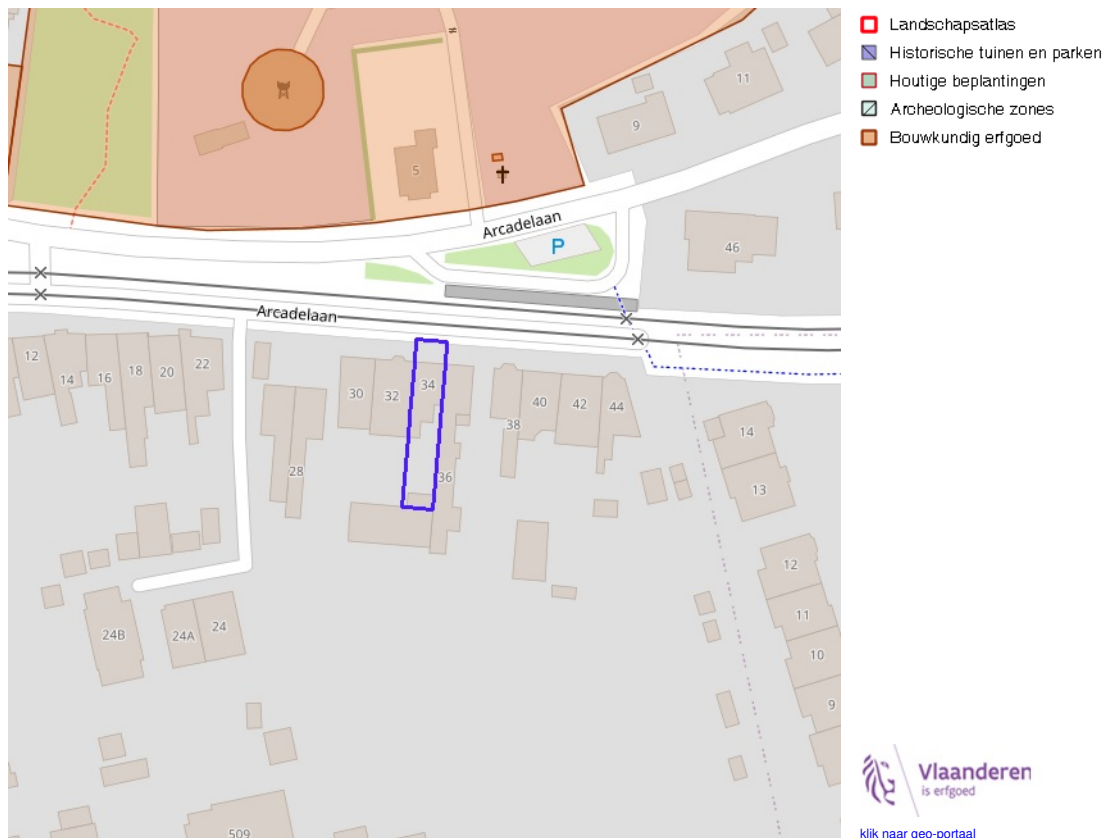 Landschapsatlas
Historische tuinen en parken
Houtige beplantingen
Archeologische zones
Bouwkundig erfgoed
11
9
5
Arcadelaan
P
46
Arcadelaan
12
14
16
18
20
22
30
32
34
40
42
44
38
28
36
14
13
12
11
10
9
24B
24A
24
509
Vlaanderen
is erfgoed
klik naar geo-portaal